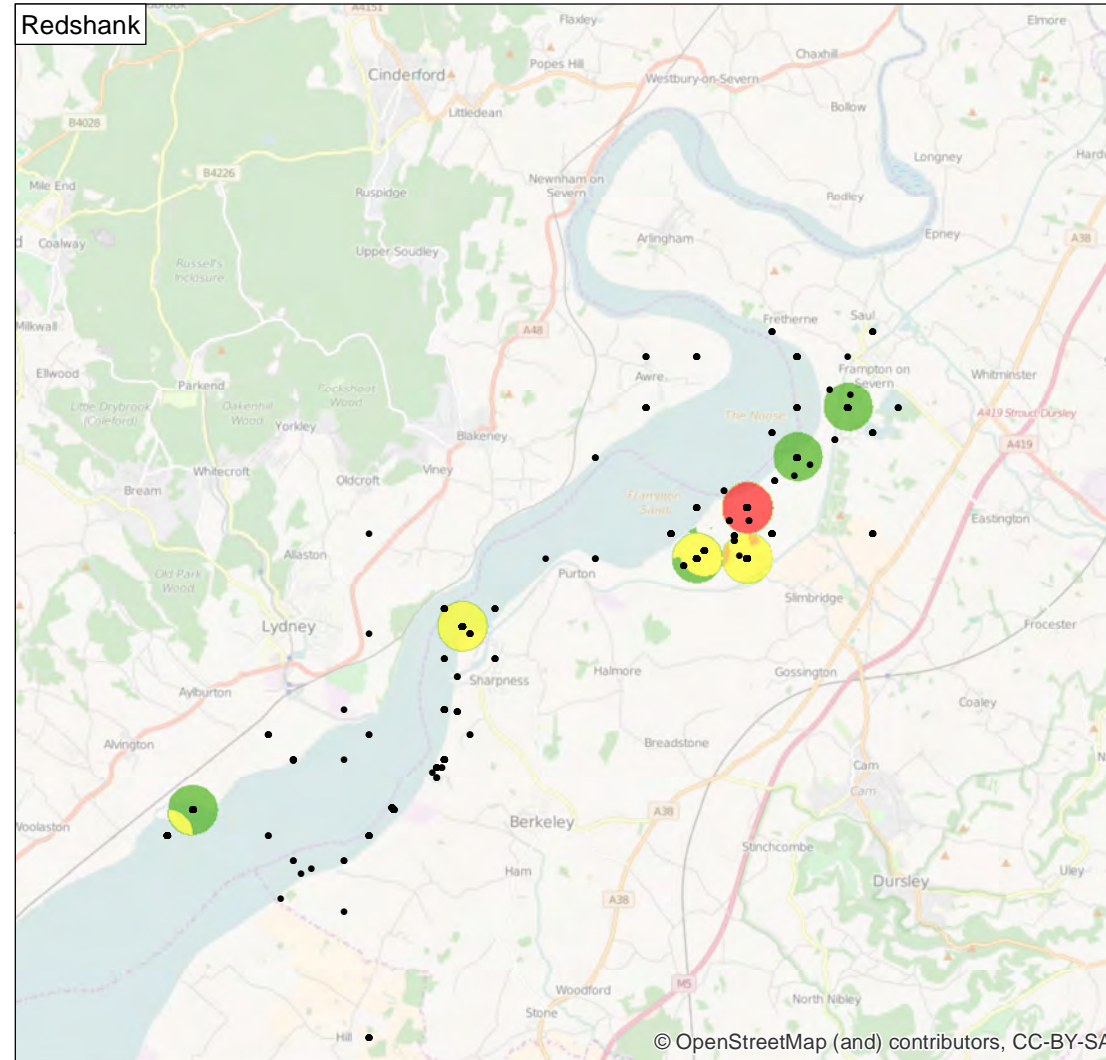 Redshank
A4151
Flaxley
Elmore
Cinderford
Popes Hill
Chaxhill
Westbury-on-Severn
Bollow
Littledean
B4028
B4226
Longney
Mile End
Newnham on
Severn
Ruspidge
Rodley
Coalway
Arlingham
Epney
A38
Upper Soudley
Russell's
Inclosure
Milkwall
A48
Fretherne
Saul
Ellwood
Awre
Frampton on
Severn
Whitminster
Parkend
Little Drybrook
(Coleford)
Oakenhill
Wood
Cockshoot
Wood
The Noose
A419 Stroud-Dursley
Yorkley
Blakeney
A419
Whitecroft
Viney
Bream
Oldcroft
Frampton
Sands
Eastington
Allaston
Old Park
Wood
Purton
Slimbridge
Lydney
Frocester
Sharpness
Halmore
Gossington
Aylburton
Coaley
Alvington
Breadstone
Cam
Cam
A38
Woolaston
Berkeley
Stinchcombe
Ham
Uley
Dursley
A38
M5
Woodford
North Nibley
Stone
Hill
© OpenStreetMap (and) contributors, CC-BY-SA